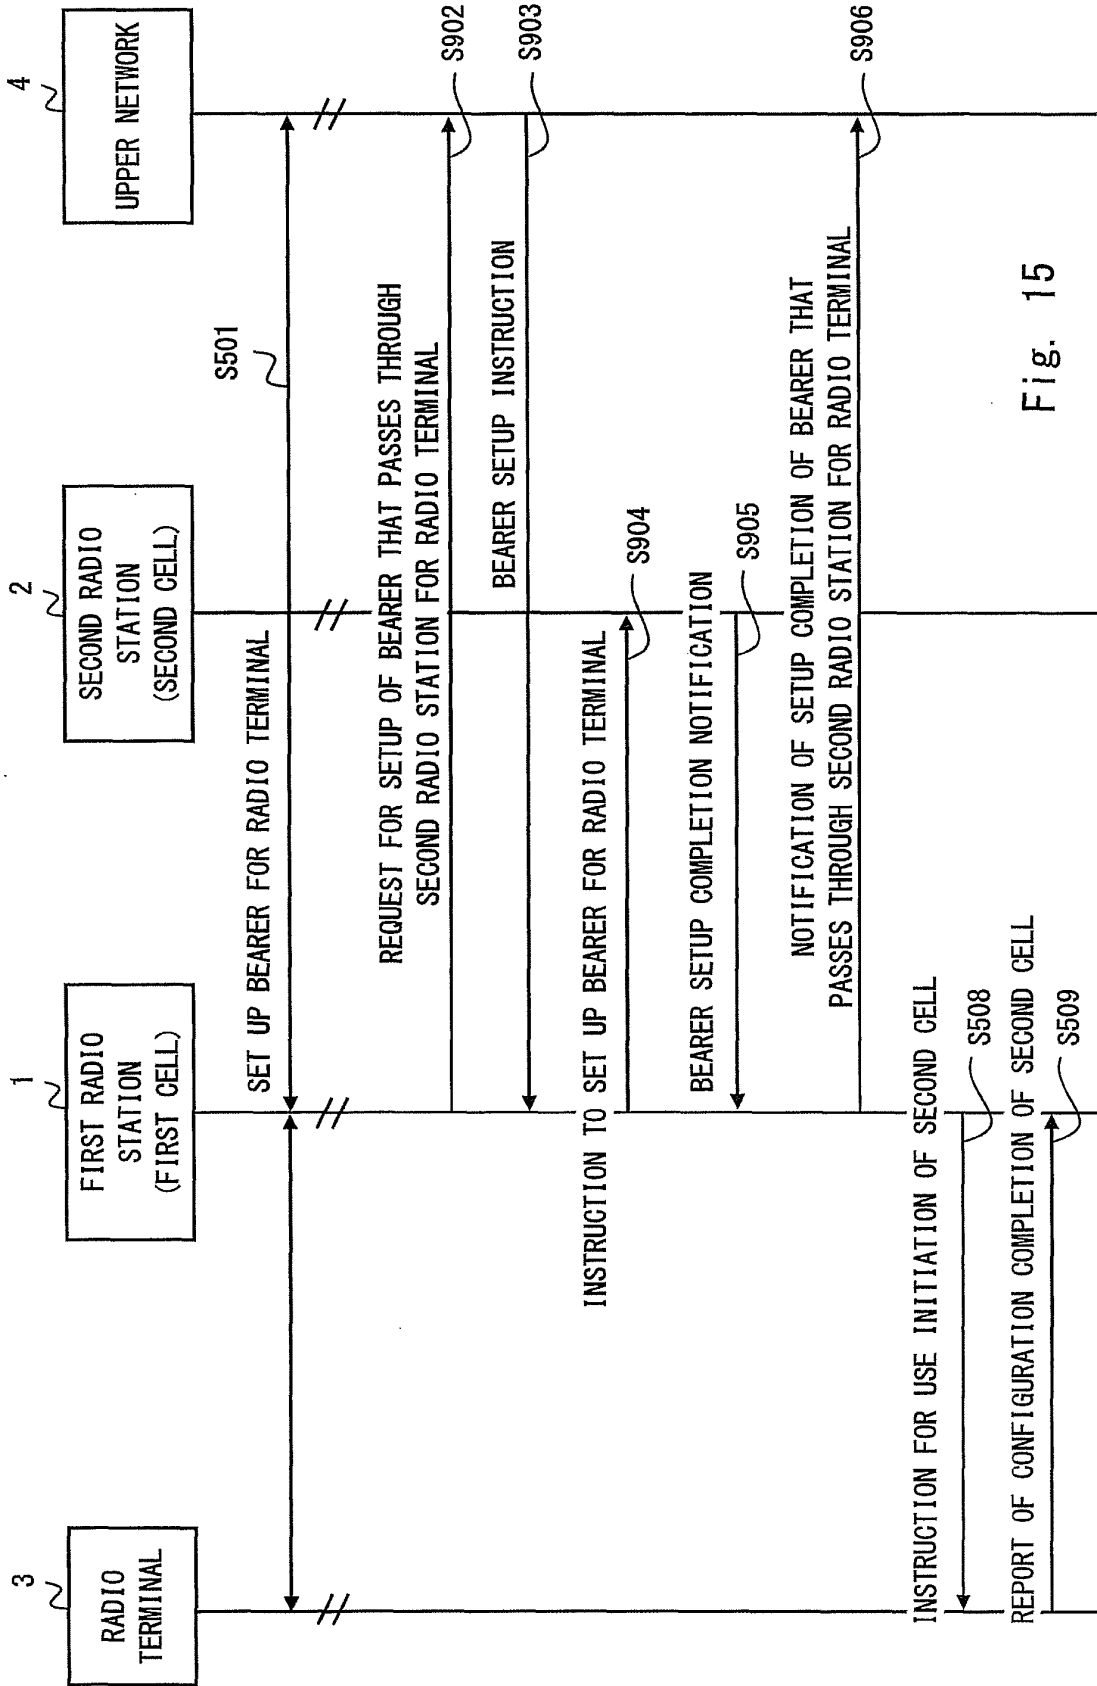 3
RADIO
TERMINAL
1
FIRST RADIO
STATION
(FIRST CELL)
2
SECOND RADIO
STATION
(SECOND CELL)
4
UPPER NETWORK
SET UP BEARER FOR RADIO TERMINAL
S501
REQUEST FOR SETUP OF BEARER THAT PASSES THROUGH
SECOND RADIO STATION FOR RADIO TERMINAL
S902
BEARER SETUP INSTRUCTION
S903
INSTRUCTION TO SET UP BEARER FOR RADIO TERMINAL
S904
BEARER SETUP COMPLETION NOTIFICATION
S905
NOTIFICATION OF SETUP COMPLETION OF BEARER THAT
PASSES THROUGH SECOND RADIO STATION FOR RADIO TERMINAL
S906
INSTRUCTION FOR USE INITIATION OF SECOND CELL
S508
REPORT OF CONFIGURATION COMPLETION OF SECOND CELL
S509
Fig. 15